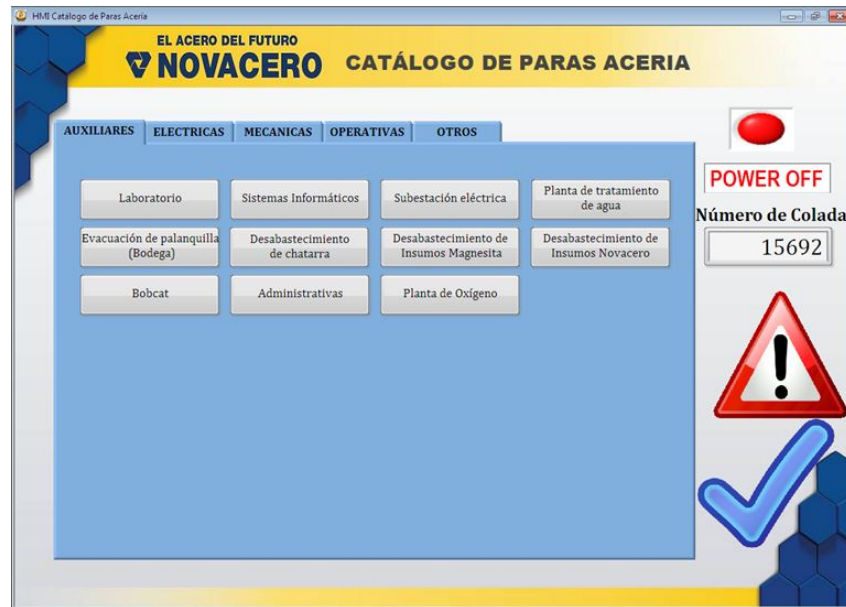 HMI Catálogo de Paras Acería
EL ACERO DEL FUTURO
NOVACERO
CATÁLOGO DE PARAS ACERIA
AUXILIARES
ELECTRICAS
MECANICAS
OPERATIVAS
OTROS
POWER OFF
Número de Colada
15692
Laboratorio
Sistemas Informáticos
Subestación eléctrica
Planta de tratamiento
de agua
Evacuación de palanquilla
(Bodega)
Desabastecimiento
de chatarra
Desabastecimiento de
Insumos Magnesita
Desabastecimiento de
Insumos Novacero
Bobcat
Administrativas
Planta de Oxígeno